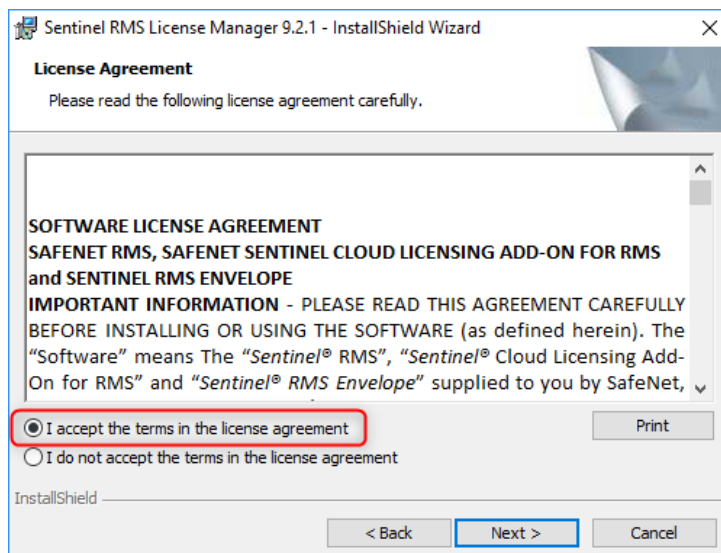 Sentinel RMS License Manager 9.2.1 - InstallShield Wizard
License Agreement
Please read the following license agreement carefully.
SOFTWARE LICENSE AGREEMENT
SAFENET RMS, SAFENET SENTINEL CLOUD LICENSING ADD-ON FOR RMS
and SENTINEL RMS ENVELOPE
IMPORTANT INFORMATION - PLEASE READ THIS AGREEMENT CAREFULLY
BEFORE INSTALLING OR USING THE SOFTWARE (as defined herein). The
“Software” means The “Sentinel® RMS”, “Sentinel® Cloud Licensing Add-
On for RMS” and “Sentinel® RMS Envelope” supplied to you by SafeNet,
I accept the terms in the license agreement
Print
I do not accept the terms in the license agreement
InstallShield
< Back
Next >
Cancel